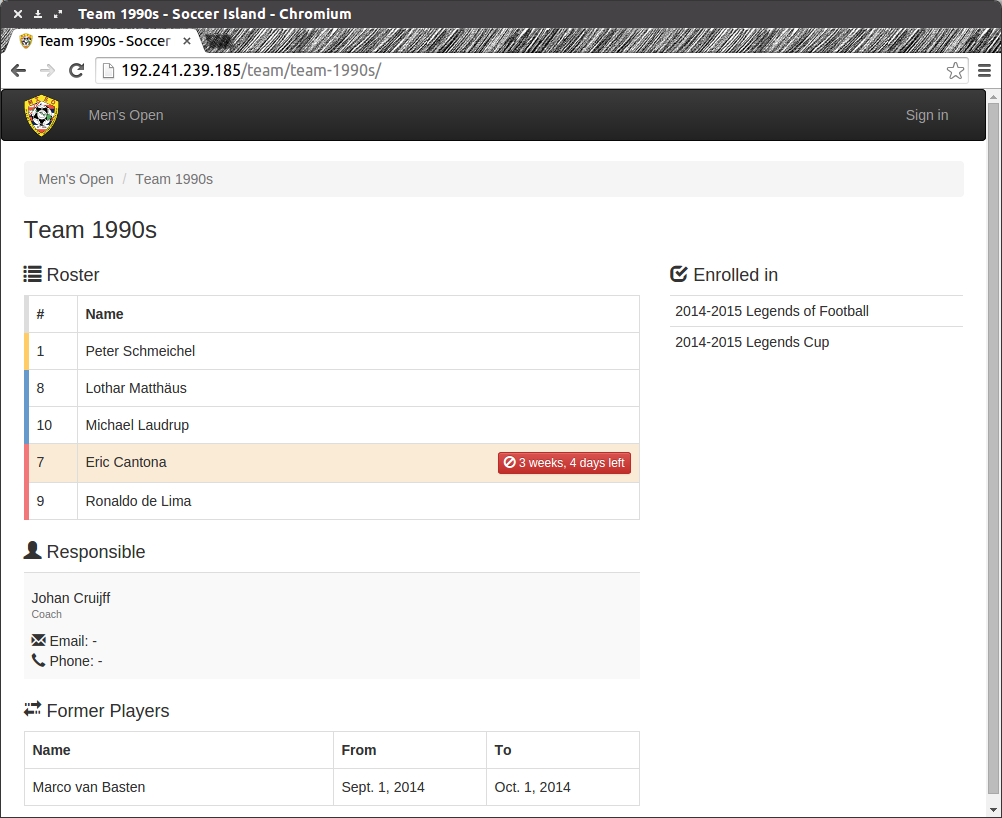 Team 1990s - Soccer Island - Chromium
Team 1990s - Soccer
192.241.239.185/team/team-1990s/
Men's Open Sign in
Men's Open / Team 1990s
Team 1990s
Roster
# Name
1 Peter Schmeichel
8 Lothar Matthäus
10 Michael Laudrup
7 Eric Cantona 3 weeks, 4 days left
9 Ronaldo de Lima
Enrolled in
2014-2015 Legends of Football
2014-2015 Legends Cup
Responsible
Johan Cruijff
Coach
Email: -
Phone: -
Former Players
Name From To
Marco van Basten Sept. 1, 2014 Oct. 1, 2014